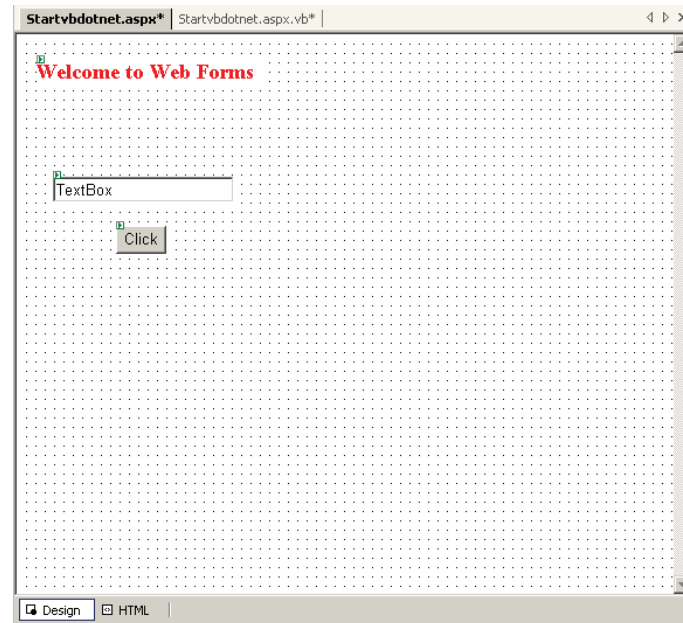 Startvbdotnet.aspx* Startvbdotnet.aspx.vb*
Welcome to Web Forms
TextBox
Click
Design HTML